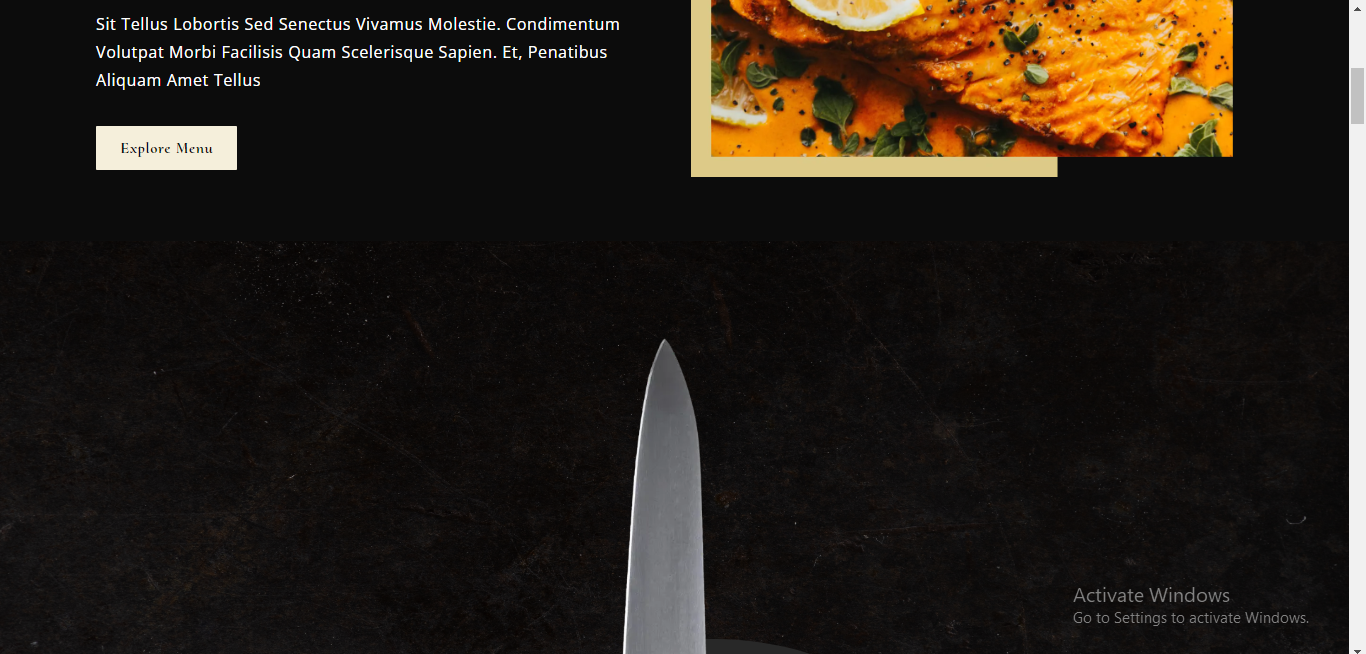 Sit Tellus Lobortis Sed Senectus Vivamus Molestie. Condimentum
Volutpat Morbi Facilisis Quam Scelerisque Sapien. Et, Penatibus
Aliquam Amet Tellus
Explore Menu
Activate Windows
Go to Settings to activate Windows.